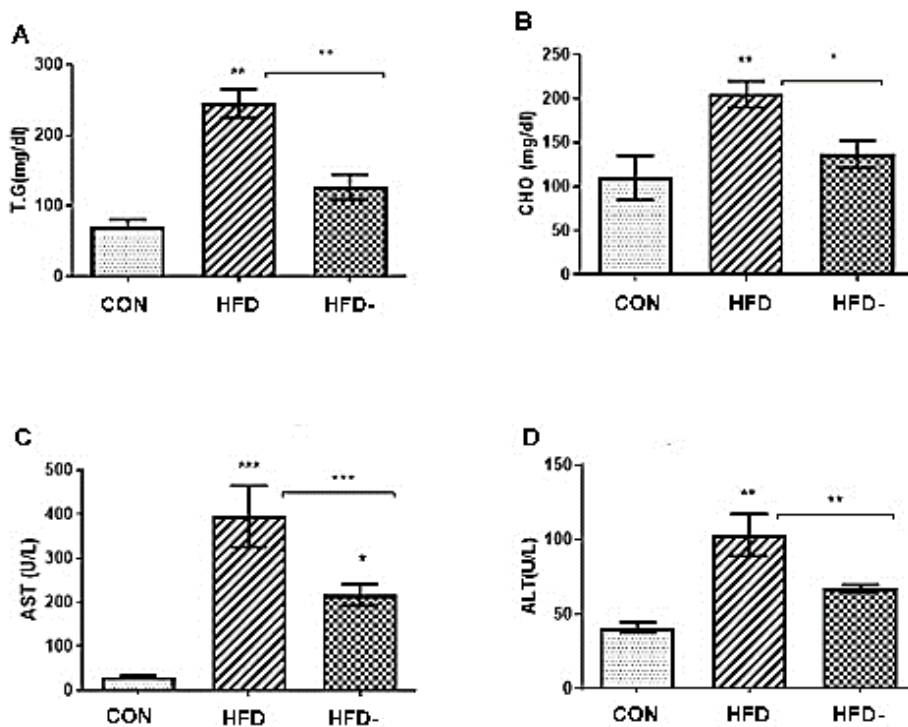 A
T.G(mg/dl)
300
200
100
0
**
**
CON HFD HFD-
B
CHO (mg/dl)
250
200
150
100
50
0
**
*
CON HFD HFD-
C
AST (U/L)
500
400
300
200
100
0
***
***
*
CON HFD HFD-
D
ALT(U/L)
150
100
50
0
**
**
CON HFD HFD-